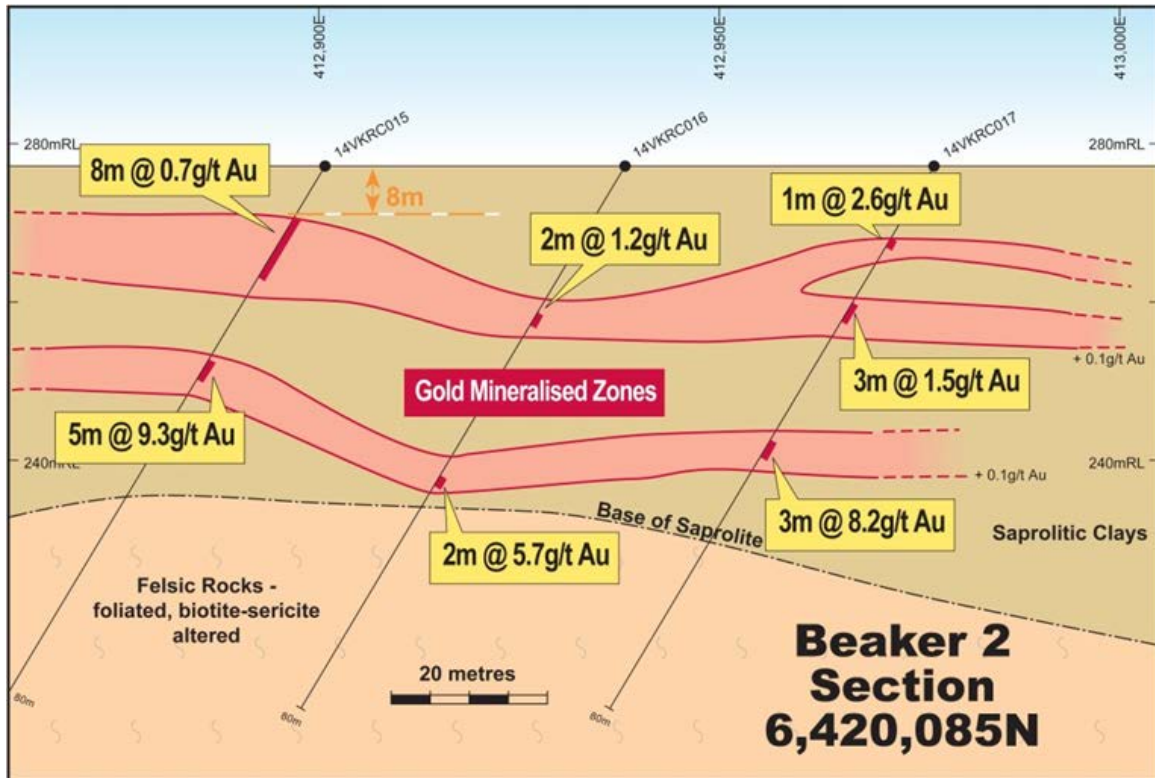 412,900E
412,950E
413,000E
280mRL
280mRL
14VKRC015
14VKRC016
14VKRC017
8m @ 0.7g/t Au
8m
1m @ 2.6g/t Au
2m @ 1.2g/t Au
+ 0.1g/t Au
Gold Mineralised Zones
3m @ 1.5g/t Au
5m @ 9.3g/t Au
240mRL
240mRL
+ 0.1g/t Au
Base of Saprolite
3m @ 8.2g/t Au
Saprolitic Clays
2m @ 5.7g/t Au
Felsic Rocks -
foliated, biotite-sericite
altered
20 metres
80m
80m
80m
Beaker 2
Section
6,420,085N